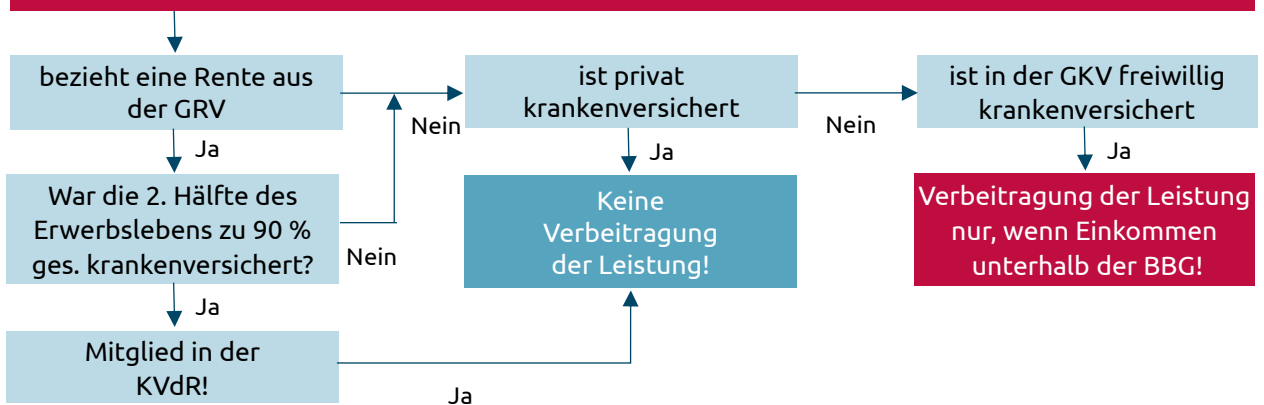 bezieht eine Rente aus
der GRV
Nein
ist privat
krankenversichert
Nein
ist in der GKV freiwillig
krankenversichert
Ja
Ja
Ja
War die 2. Hälfte des
Erwerbslebens zu 90 %
ges. krankenversichert?
Nein
Keine
Verbeitragung
der Leistung!
Verbeitragung der Leistung
nur, wenn Einkommen
unterhalb der BBG!
Ja
Mitglied in der
KVdR!
Ja